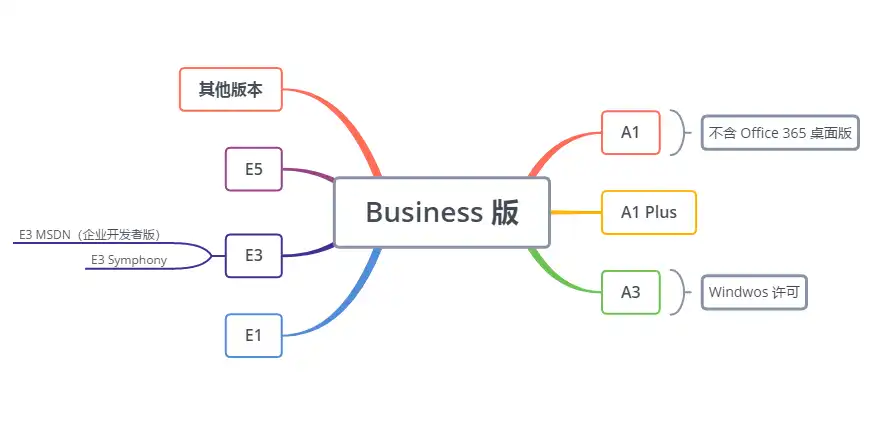 Business 版
A1
不含 Office 365 桌面版
A1 Plus
A3
Windwos 许可
其他版本
E5
E3
E3 MSDN（企业开发者版）
E3 Symphony
E1